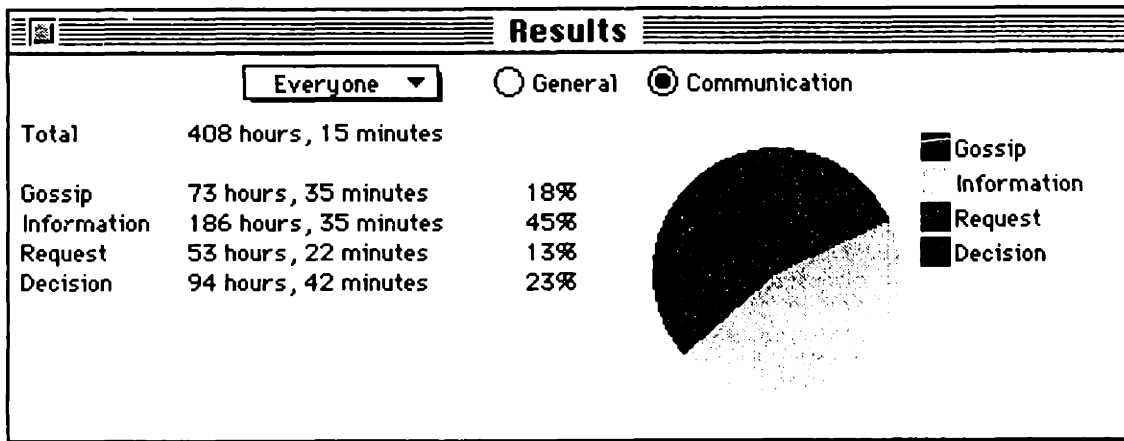 Results
Everyone General Communication
Total 408 hours, 15 minutes
Gossip 73 hours, 35 minutes 18%
Information 186 hours, 35 minutes 45%
Request 53 hours, 22 minutes 13%
Decision 94 hours, 42 minutes 23%
Gossip
Information
Request
Decision